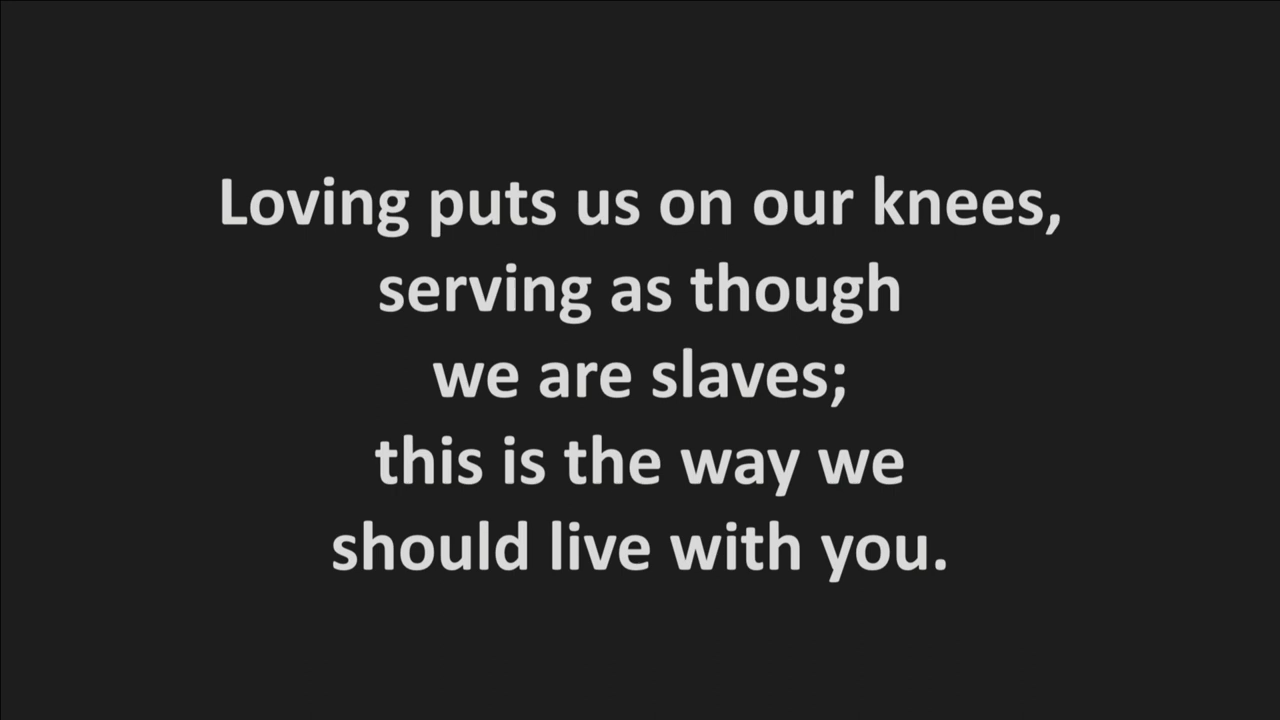 Loving puts us on our knees,
serving as though
we are slaves;
this is the way we
should live with you.